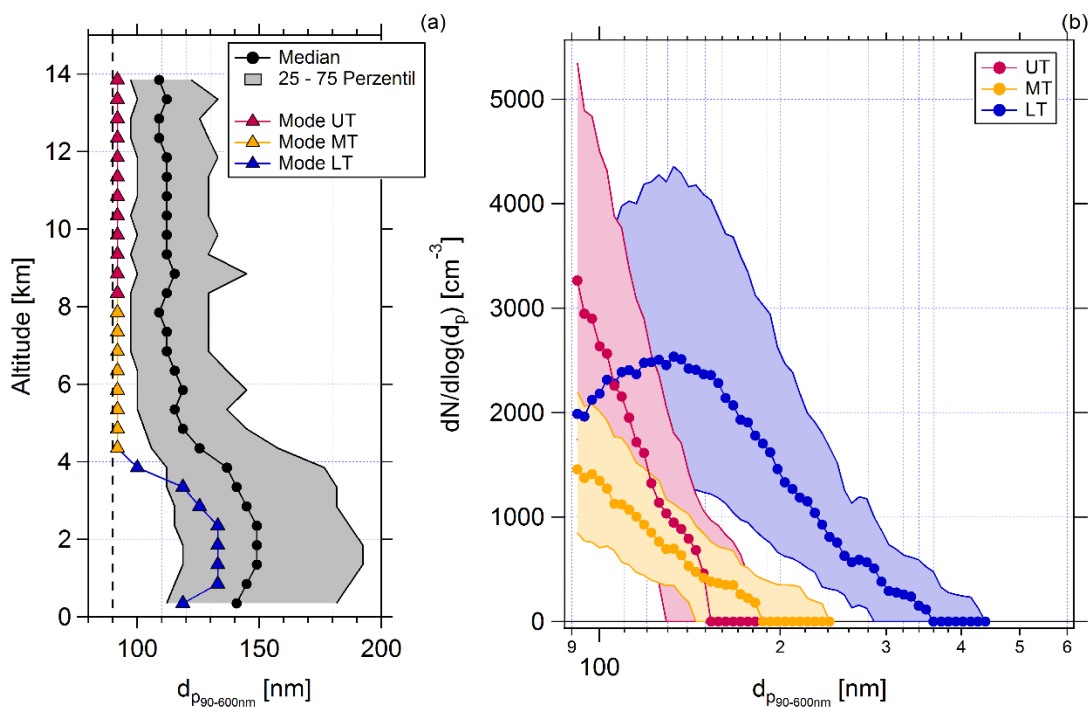 (a)
Median
25 - 75 Perzentil
Mode UT
Mode MT
Mode LT
Altitude [km]
14
12
10
8
6
4
2
0
100
150
200
dp90-600nm [nm]
(b)
UT
MT
LT
dN/dlog(dp) [cm-3]
5000
4000
3000
2000
1000
0
9
100
2
3
4
5
6
dp90-600nm [nm]